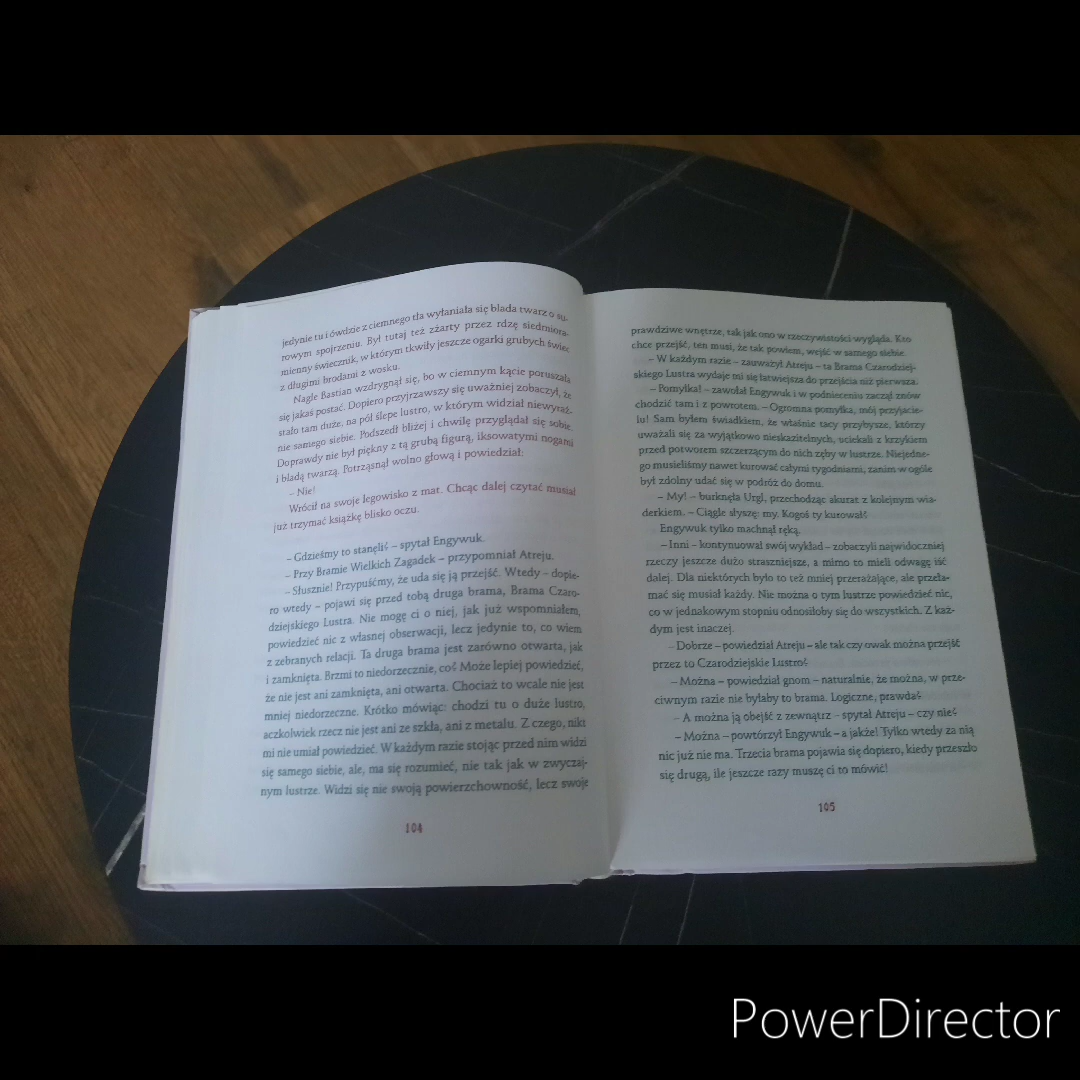 jedynie tu i ówdzie z ciemnego tła wyłaniała się blada twarz o su-
rowym spojrzeniu. Był tutaj też zżarty przez rdzę siedmiora-
mienny świecznik, w którym tkwiły jeszcze ogarki grubych świec
z długimi brodami z wosku.
Nagle Bastian wzdrygnął się, bo w ciemnym kącie poruszała
się jakaś postać. Dopiero przyjrzawszy się uważniej zobaczył, że
stało tam duże, na pół ślepe lustro, w którym widział niewyraź-
nie samego siebie. Podszedł bliżej i chwilę przyglądał się sobie.
Doprawdy nie był piękny z tą grubą figurą, iksowatymi nogami
i bladą twarzą. Potrząsnął wolno głową i powiedział:
– Nie!
Wrócił na swoje legowisko z mat. Chcąc dalej czytać musiał
już trzymać książkę blisko oczu.
– Gdzieśmy to stanęli? – spytał Engywuk.
– Przy Bramie Wielkich Zagadek – przypomniał Atreju.
– Słusznie! Przypuśćmy, że uda się ją przejść. Wtedy – dopie-
ro wtedy – pojawi się przed tobą druga brama, Brama Czaro-
dziejskiego Lustra. Nie mogę ci o niej, jak już wspomniałem,
powiedzieć nic z własnej obserwacji, lecz jedynie to, co wiem
z zebranych relacji. Ta druga brama jest zarówno otwarta, jak
i zamknięta. Brzmi to niedorzecznie, co? Może lepiej powiedzieć,
że nie jest ani zamknięta, ani otwarta. Chociaż to wcale nie jest
mniej niedorzeczne. Krótko mówiąc: chodzi tu o duże lustro,
aczkolwiek rzecz nie jest ani ze szkła, ani z metalu. Z czego, nikt
mi nie umiał powiedzieć. W każdym razie stojąc przed nim widzi
się samego siebie, ale, ma się rozumieć, nie tak jak w zwyczaj-
nym lustrze. Widzi się nie swoją powierzchowność, lecz swoje
104
prawdziwe wnętrze, tak jak ono w rzeczywistości wygląda. Kto
chce przejść, ten musi, że tak powiem, wejść w samego siebie.
– W każdym razie – zauważył Atreju – ta Brama Czarodziej-
skiego Lustra wydaje mi się łatwiejsza do przejścia niż pierwsza.
– Pomyłka! – zawołał Engywuk i w podnieceniu zaczął znów
chodzić tam i z powrotem. – Ogromna pomyłka, mój przyjacie-
lu! Sam byłem świadkiem, że właśnie tacy przybysze, którzy
uważali się za wyjątkowo nieskazitelnych, uciekali z krzykiem
przed potworem szczerzącym do nich zęby w lustrze. Niejedne-
go musieliśmy nawet kurować całymi tygodniami, zanim w ogóle
był zdolny udać się w podróż do domu.
– My! – burknęła Urgl, przechodząc akurat z kolejnym wia-
derkiem. – Ciągle słyszę: my. Kogoś ty kurował?
Engywuk tylko machnął ręką.
– Inni – kontynuował swój wykład – zobaczyli najwidoczniej
rzeczy jeszcze dużo straszniejsze, a mimo to mieli odwagę iść
dalej. Dla niektórych było to też mniej przerażające, ale przeła-
mać się musiał każdy. Nie można o tym lustrze powiedzieć nic,
co w jednakowym stopniu odnosiłoby się do wszystkich. Z każ-
dym jest inaczej.
– Dobrze – powiedział Atreju – ale tak czy owak można przejść
przez to Czarodziejskie Lustro?
– Można – powiedział gnom – naturalnie, że można, w prze-
ciwnym razie nie byłaby to brama. Logiczne, prawda?
– A można ją obejść z zewnątrz – spytał Atreju – czy nie?
– Można – powtórzył Engywuk – a jakże! Tylko wtedy za nią
nic już nie ma. Trzecia brama pojawia się dopiero, kiedy przeszło
się drugą, ile jeszcze razy muszę ci to mówić!
105
PowerDirector